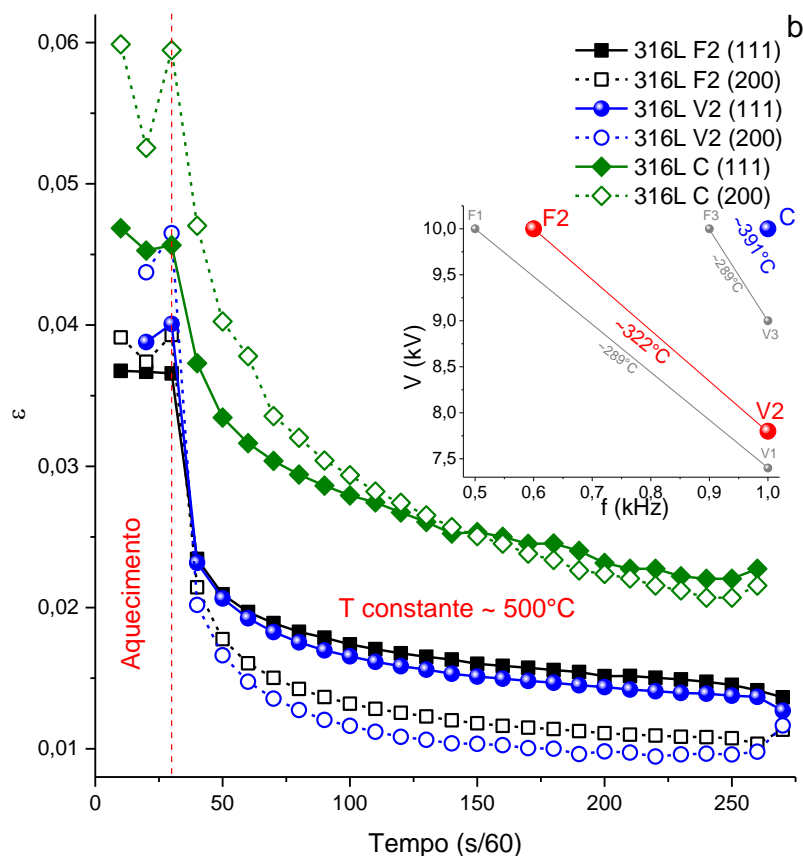 b
316L F2 (111)
316L F2 (200)
316L V2 (111)
316L V2 (200)
316L C (111)
316L C (200)
0,06
0,05
0,04
0,03
0,02
0,01
ε
0
50
100
150
200
250
Tempo (s/60)
Aquecimento
T constante ~ 500°C
10,0
9,5
9,0
8,5
8,0
7,5
V (kV)
0,5
0,6
0,7
0,8
0,9
1,0
f (kHz)
F1
F2
F3
C
~391°C
~289°C
V3
~322°C
~289°C
V2
V1